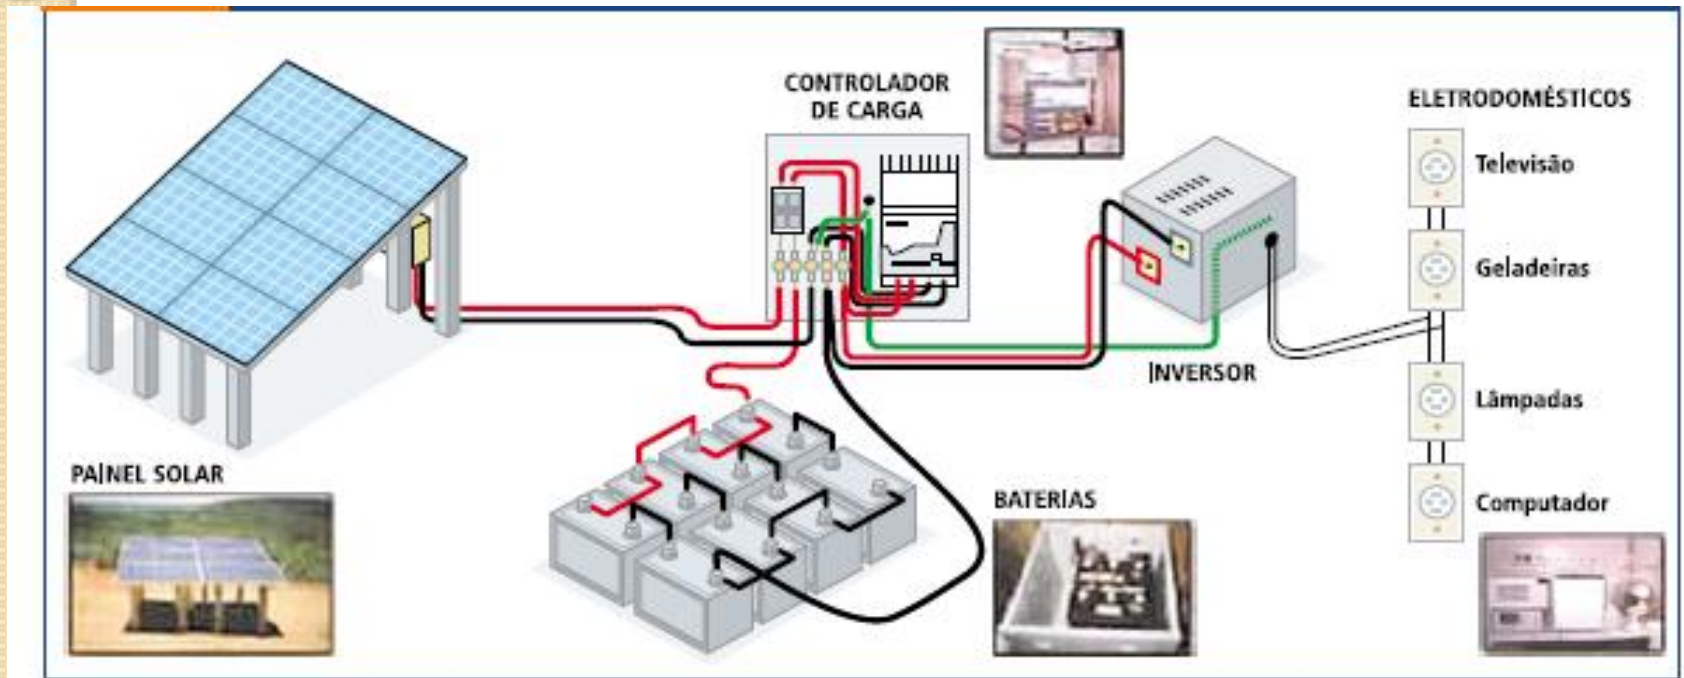 CONTROLADOR
DE CARGA
ELETRODOMÉSTICOS
Televisão
Geladeiras
INVERSOR
Lâmpadas
PAINEL SOLAR
BATERIAS
Computador